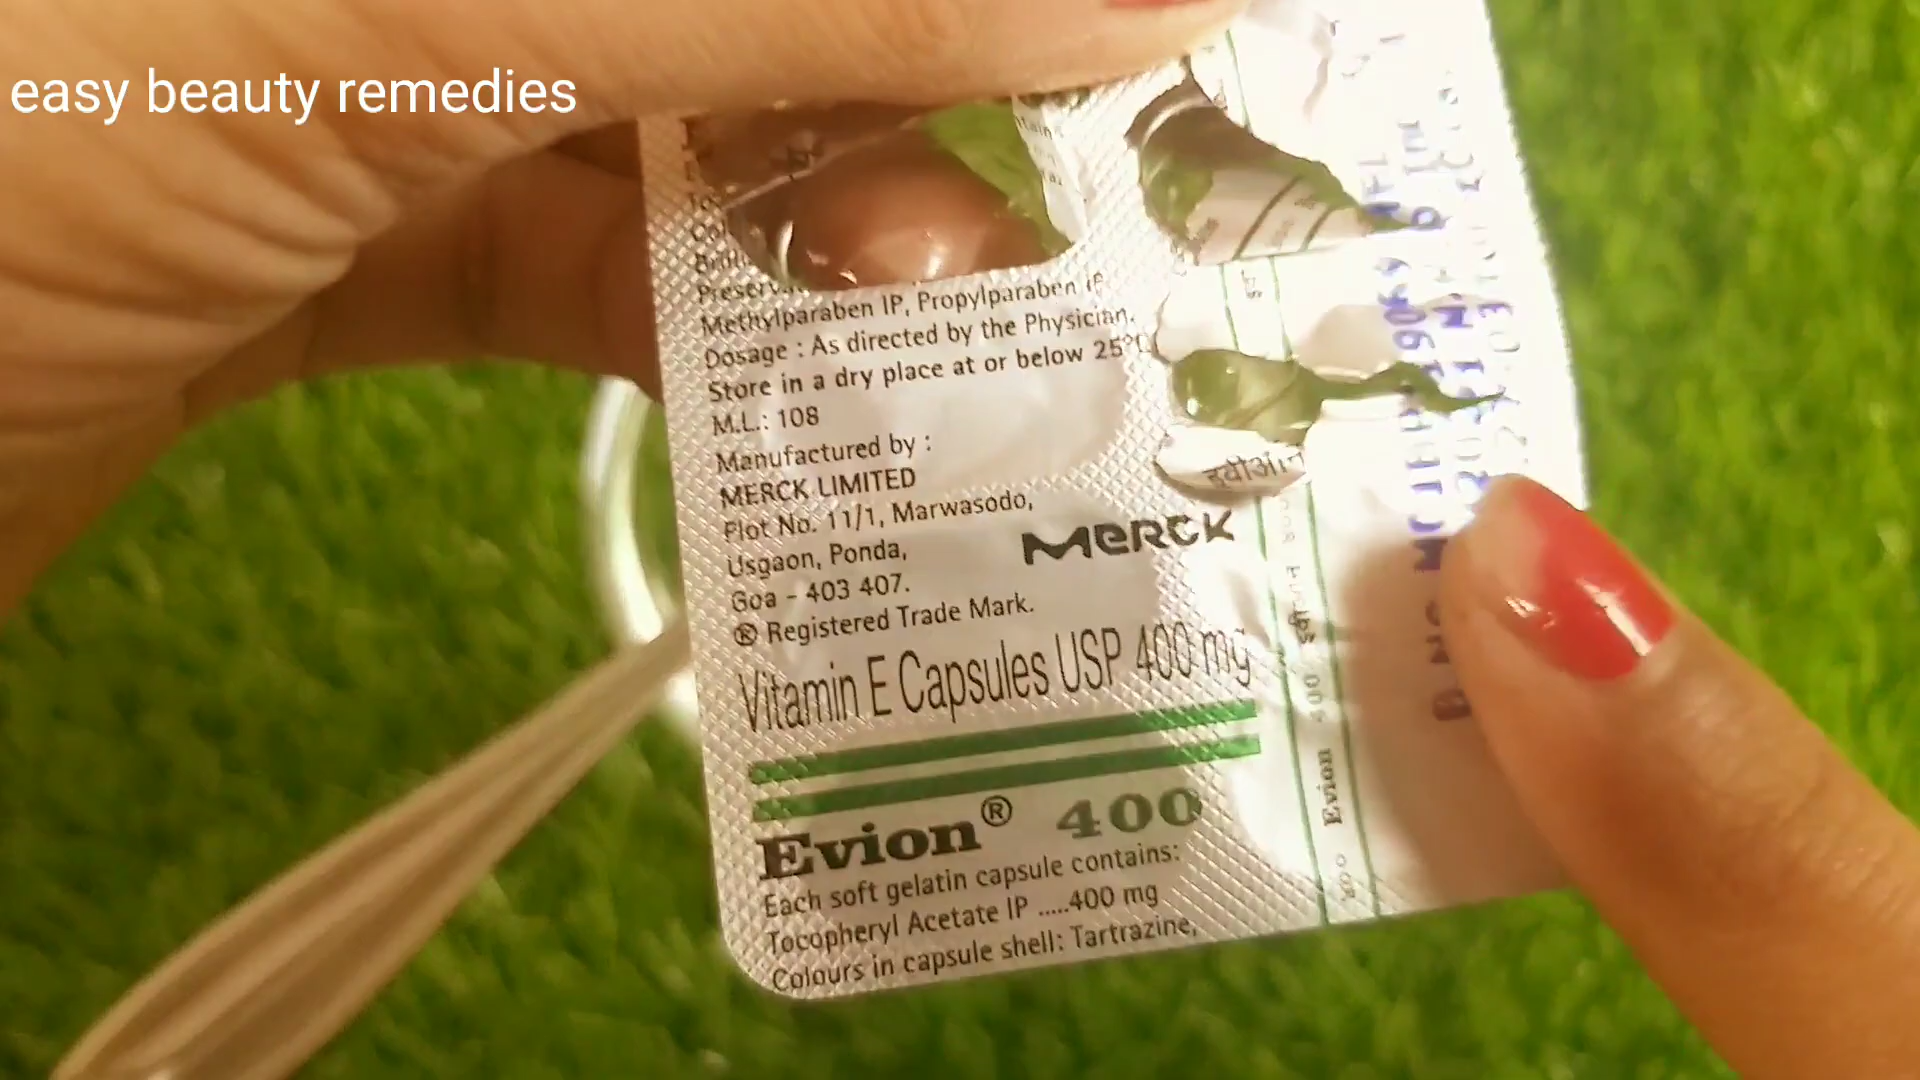 easy beauty remedies
Methylparaben IP, Propylparaben IP
Dosage : As directed by the Physician.
Store in a dry place at or below 25°C
M.L.: 108
Manufactured by :
MERCK LIMITED
Plot No. 11/1, Marwasodo,
Usgaon, Ponda,
Goa - 403 407.
® Registered Trade Mark.
MERCK
Vitamin E Capsules USP 400 mg
Evion® 400
Each soft gelatin capsule contains:
Tocopheryl Acetate IP .....400 mg
Colours in capsule shell: Tartrazine,
इवीऑन
Evion 400